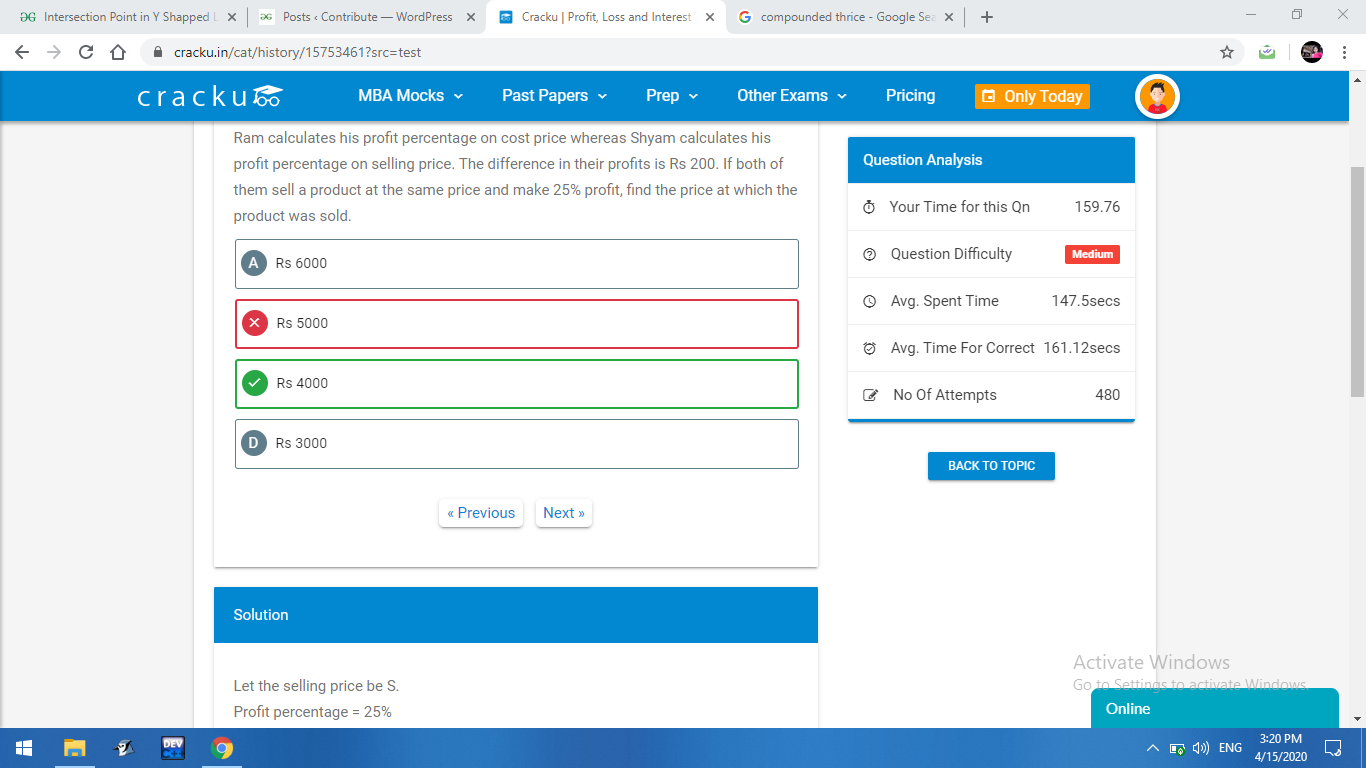 Intersection Point in Y Shapped L
Posts ‹ Contribute — WordPress
Cracku | Profit, Loss and Interest
compounded thrice - Google Sea
cracku.in/cat/history/15753461?src=test
cracku
MBA Mocks
Past Papers
Prep
Other Exams
Pricing
Only Today
Ram calculates his profit percentage on cost price whereas Shyam calculates his
profit percentage on selling price. The difference in their profits is Rs 200. If both of
them sell a product at the same price and make 25% profit, find the price at which the
product was sold.
A Rs 6000
Rs 5000
Rs 4000
D Rs 3000
« Previous
Next »
Question Analysis
Your Time for this Qn 159.76
Question Difficulty Medium
Avg. Spent Time 147.5secs
Avg. Time For Correct 161.12secs
No Of Attempts 480
BACK TO TOPIC
Solution
Let the selling price be S.
Profit percentage = 25%
Activate Windows
Go to Settings to activate Windows.
Online
DEV
ENG
3:20 PM
4/15/2020